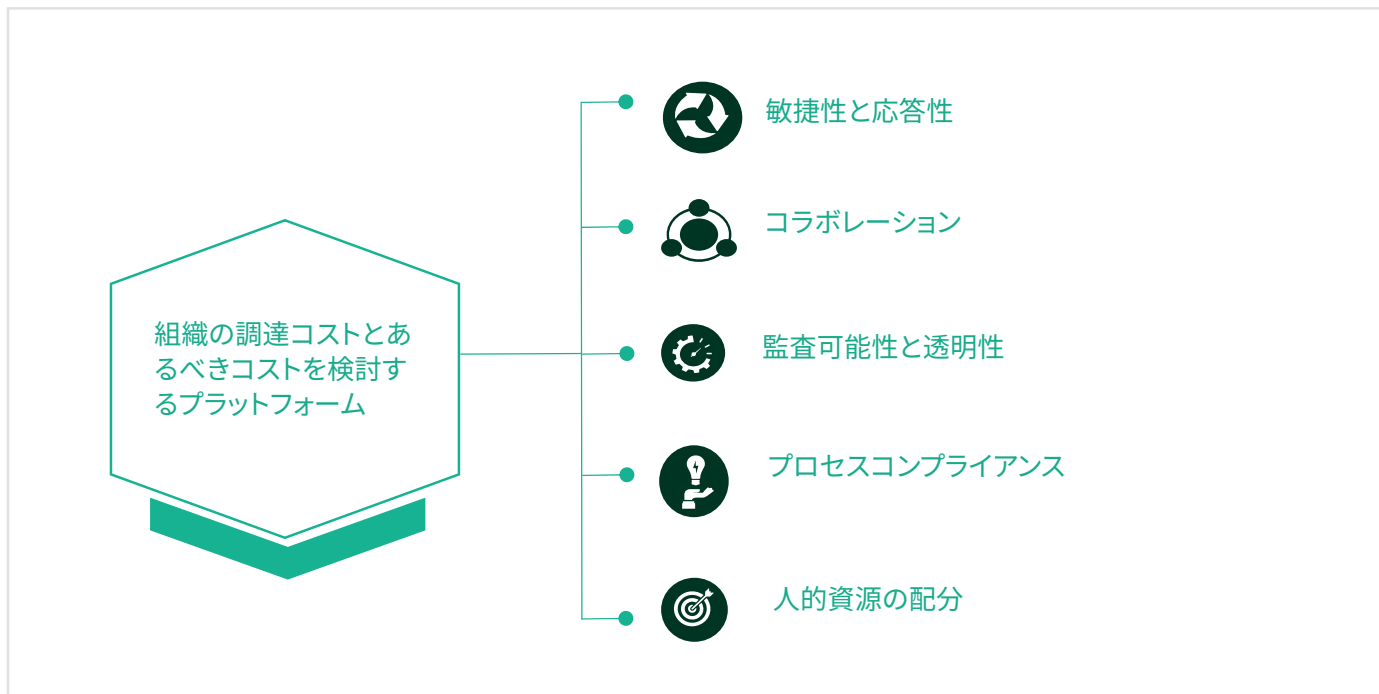 敏捷性と応答性
コラボレーション
組織の調達コストとあ
るべきコストを検討す
るプラットフォーム
監査可能性と透明性
プロセスコンプライアンス
人的資源の配分